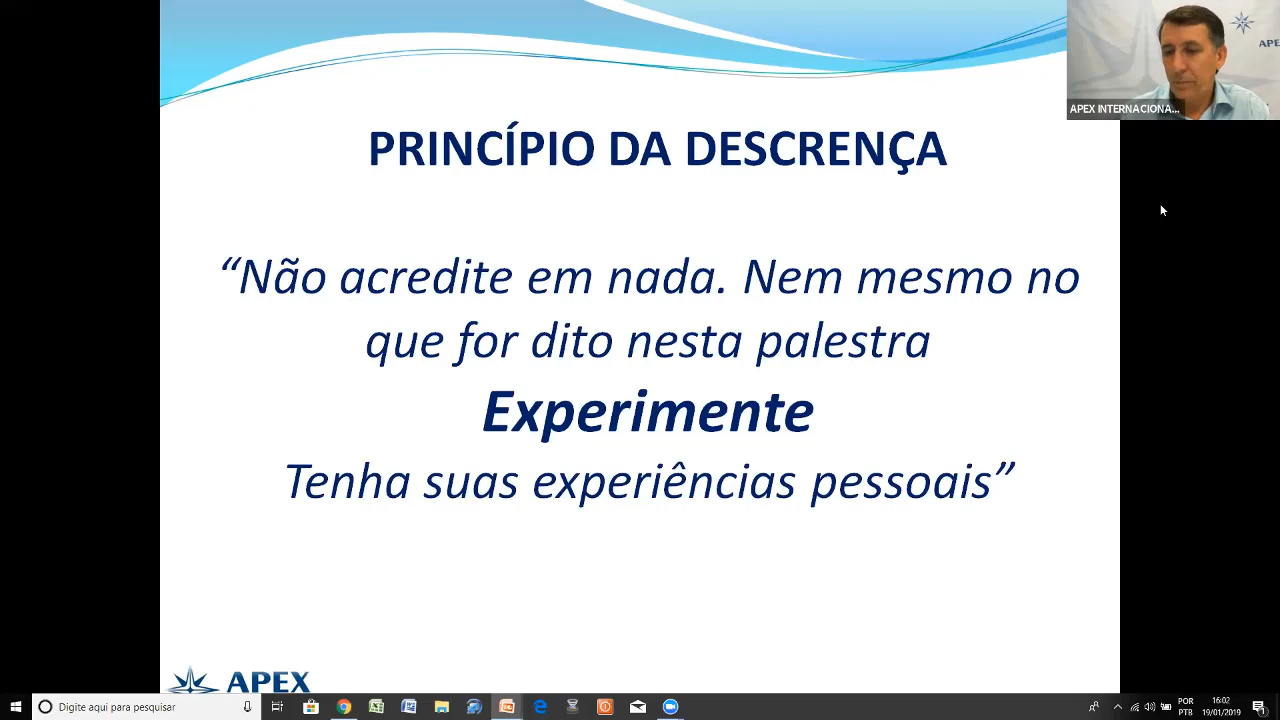 APEX
APEX INTERNACIONA...
PRINCÍPIO DA DESCRENÇA
“Não acredite em nada. Nem mesmo no
que for dito nesta palestra
Experimente
Tenha suas experiências pessoais”
APEX
Digite aqui para pesquisar
POR
PTB
16:02
19/01/2019